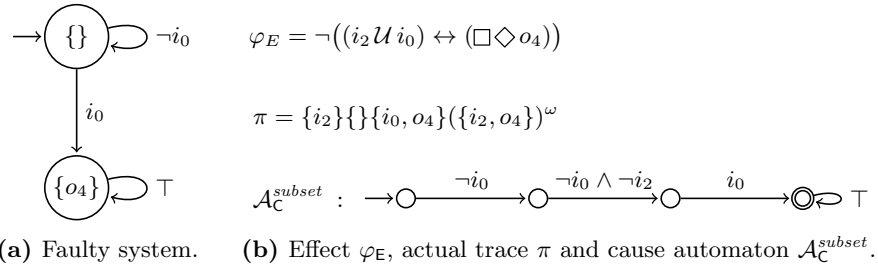 {}
¬i₀
i₀
{o₄}
⊤
(a) Faulty system.
φ_E = ¬((i₂ 𝒰 i₀) ↔ (□◇o₄))
π = {i₂}{}{i₀, o₄}({i₂, o₄})^ω
𝒜_C^subset :
¬i₀
¬i₀ ∧ ¬i₂
i₀
⊤
(b) Effect φ_E, actual trace π and cause automaton 𝒜_C^subset.